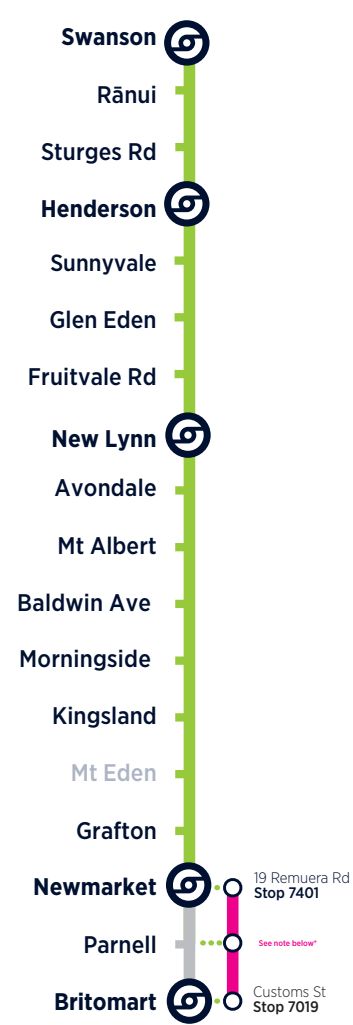 Swanson
Rānui
Sturges Rd
Henderson
Sunnyvale
Glen Eden
Fruitvale Rd
New Lynn
Avondale
Mt Albert
Baldwin Ave
Morningside
Kingsland
Mt Eden
Grafton
Newmarket
19 Remuera Rd
Stop 7401
Parnell
See note below*
Britomart
Customs St
Stop 7019